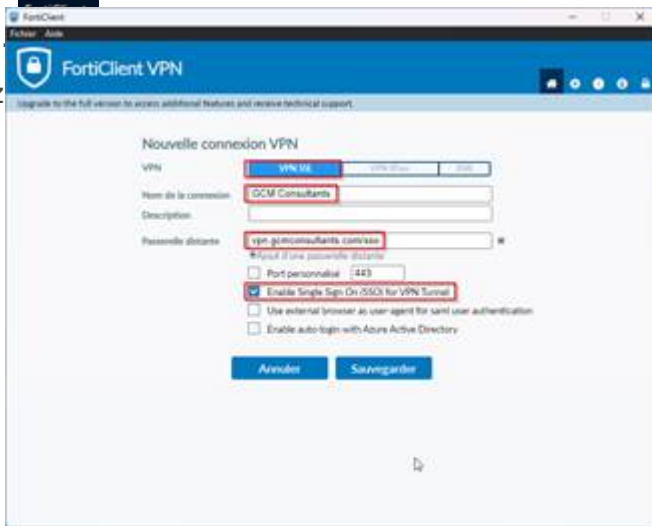 FortiClient
Fichier Aide
FortiClient VPN
Upgrade to the full version to access additional features and receive technical support.
Nouvelle connexion VPN
VPN
VPN SSL
VPN IPsec
XML
Nom de la connexion
GCM Consultants
Description
Passerelle distante
vpn.gcmconsultants.com/sso
Ajout d'une passerelle distante
Port personnalisé 443
Enable Single Sign On (SSO) for VPN Tunnel
Use external browser as user-agent for saml user authentication
Enable auto-login with Azure Active Directory
Annuler
Sauvegarder